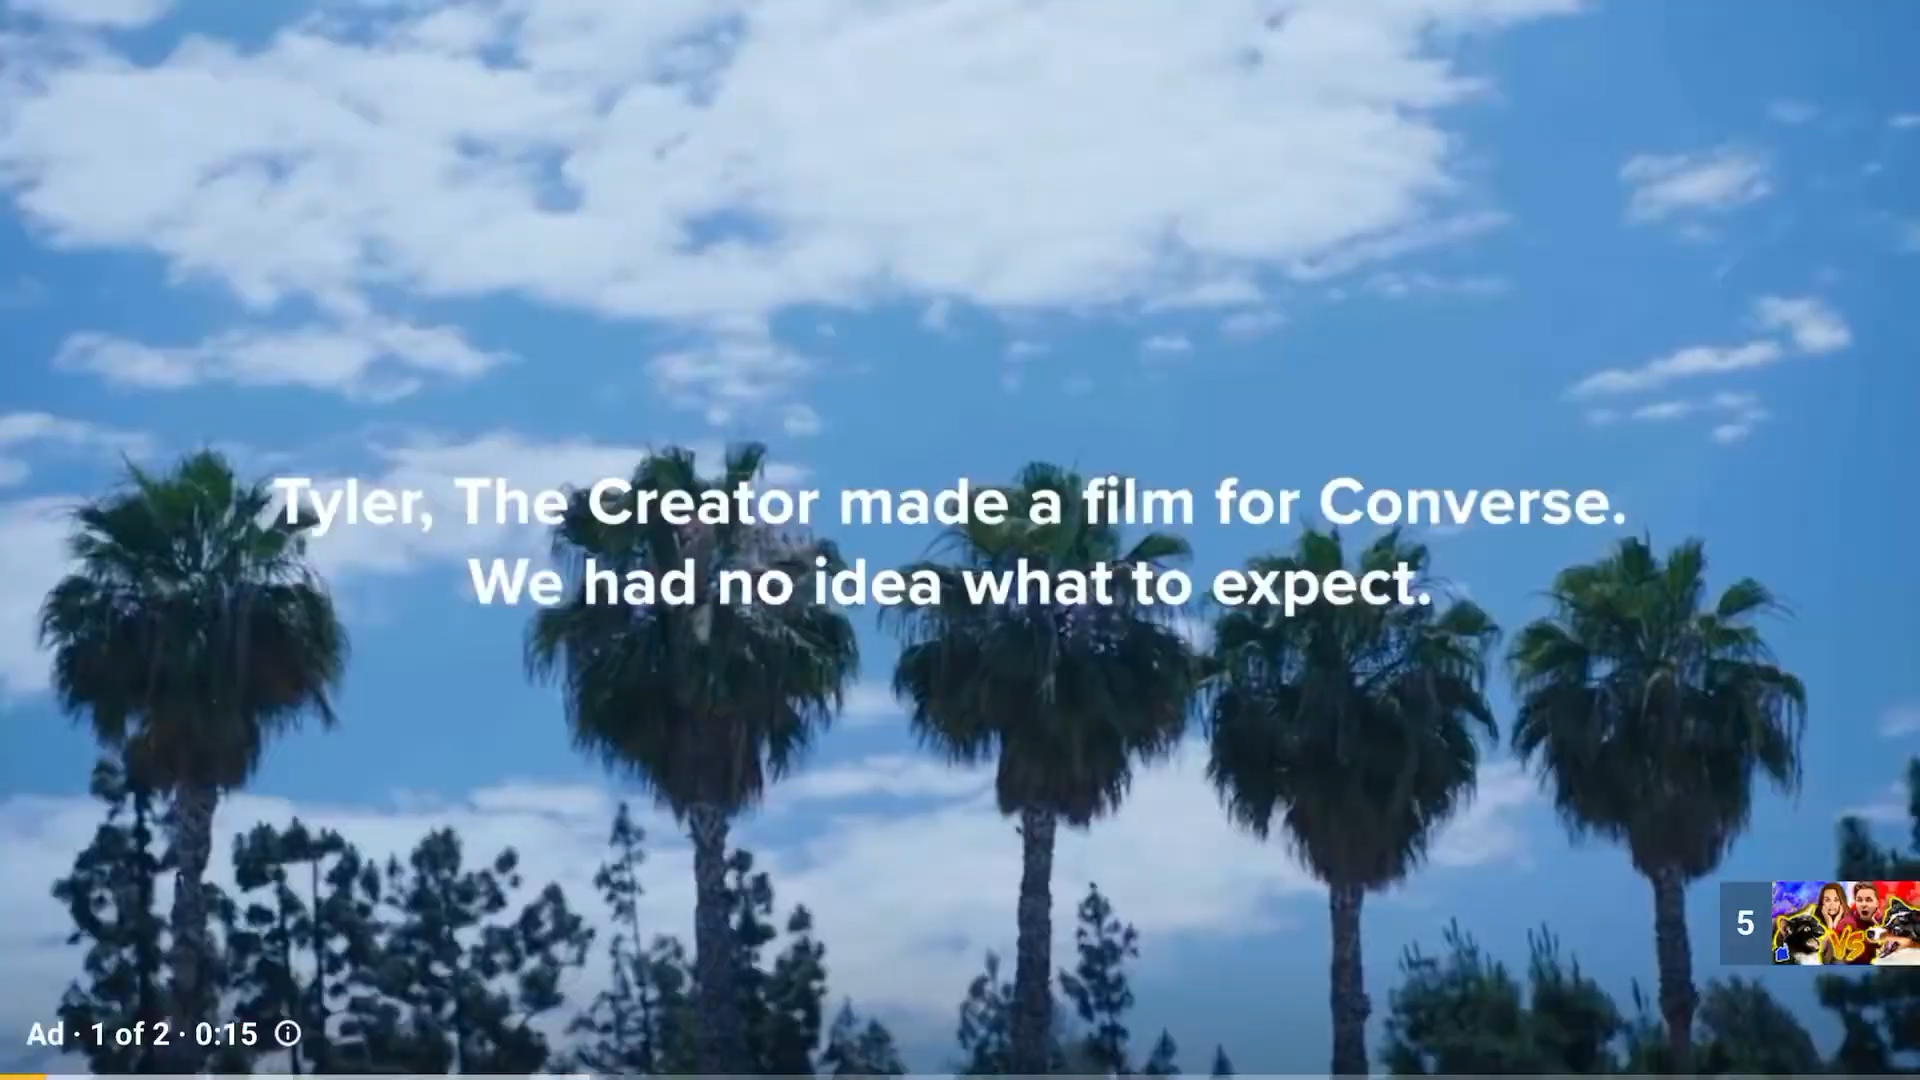 Tyler, The Creator made a film for Converse.
We had no idea what to expect.
5
VS
Ad · 1 of 2 · 0:15